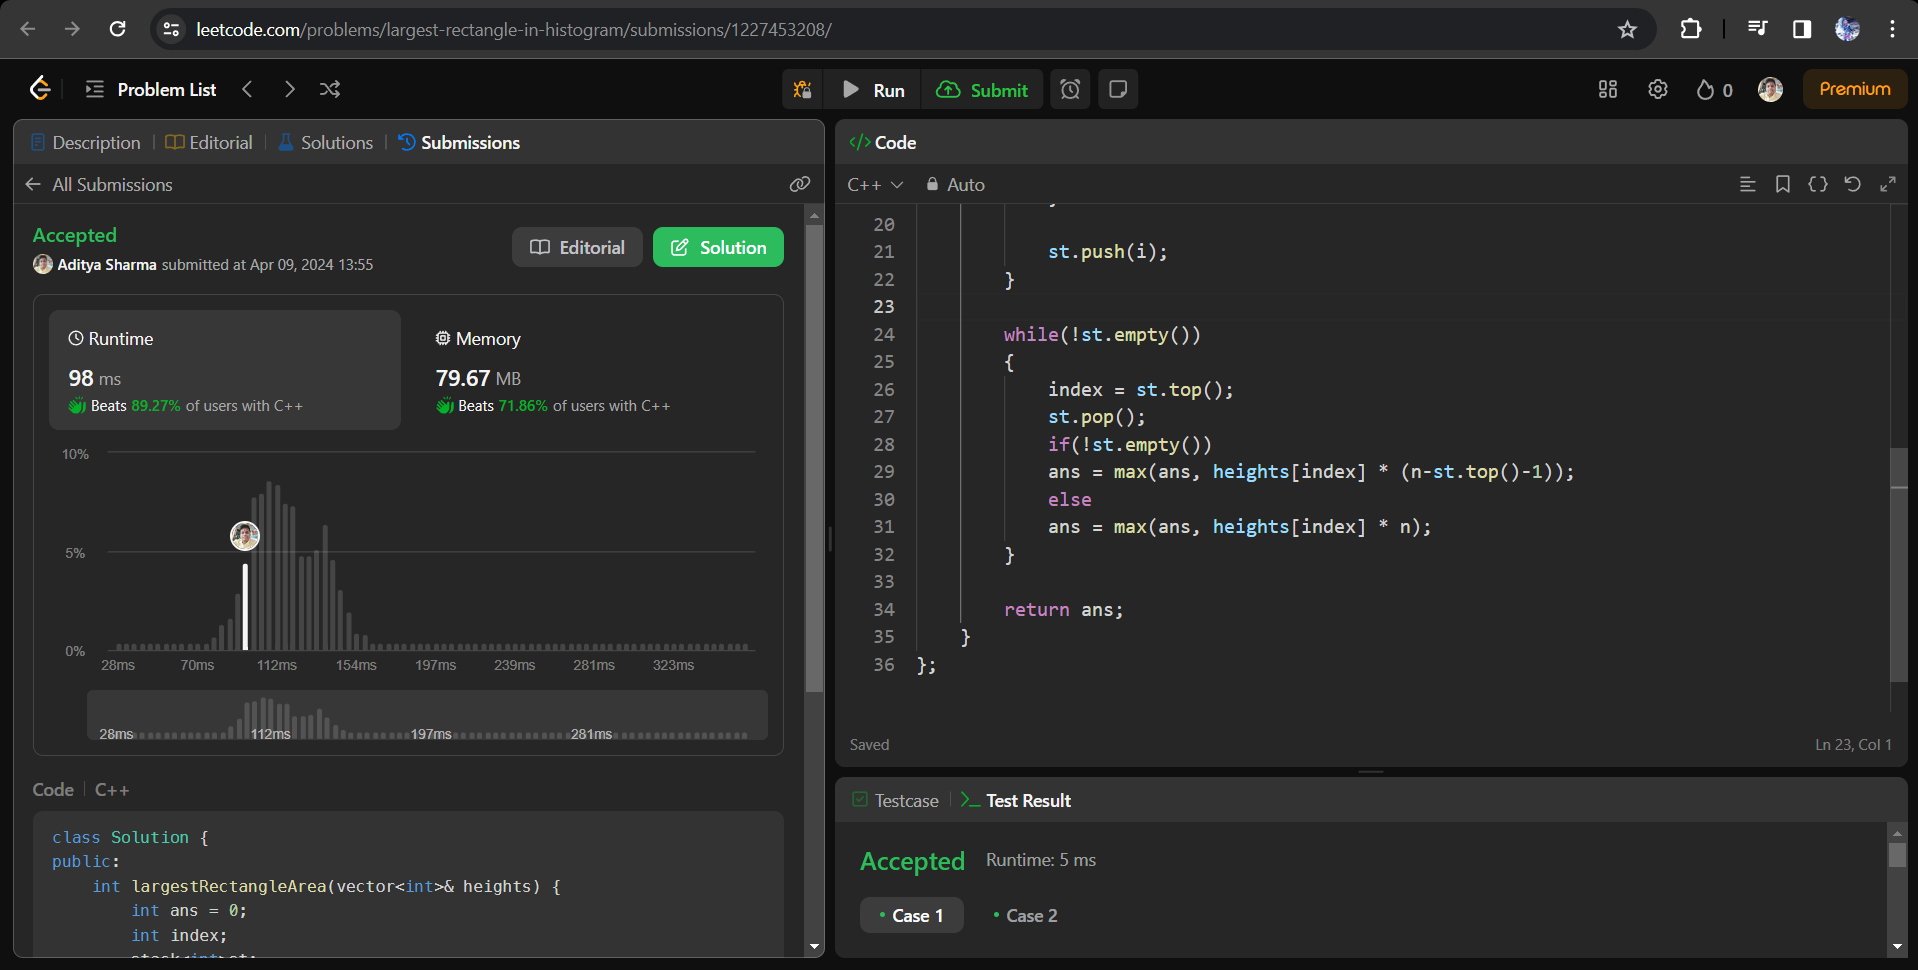 leetcode.com/problems/largest-rectangle-in-histogram/submissions/1227453208/
Problem List
Run
Submit
0
Premium
Description
Editorial
Solutions
Submissions
All Submissions
Accepted
Aditya Sharma submitted at Apr 09, 2024 13:55
Editorial
Solution
Runtime
98 ms
Beats 89.27% of users with C++
Memory
79.67 MB
Beats 71.86% of users with C++
10%
5%
0%
28ms 70ms 112ms 154ms 197ms 239ms 281ms 323ms
28ms 112ms 197ms 281ms
Code C++
class Solution {
public:
    int largestRectangleArea(vector<int>& heights) {
        int ans = 0;
        int index;
        stack<int>st;
</> Code
C++ Auto
20
21 st.push(i);
22 }
23
24 while(!st.empty())
25 {
26 index = st.top();
27 st.pop();
28 if(!st.empty())
29 ans = max(ans, heights[index] * (n-st.top()-1));
30 else
31 ans = max(ans, heights[index] * n);
32 }
33
34 return ans;
35 }
36 };
Saved
Ln 23, Col 1
Testcase
Test Result
Accepted Runtime: 5 ms
Case 1
Case 2